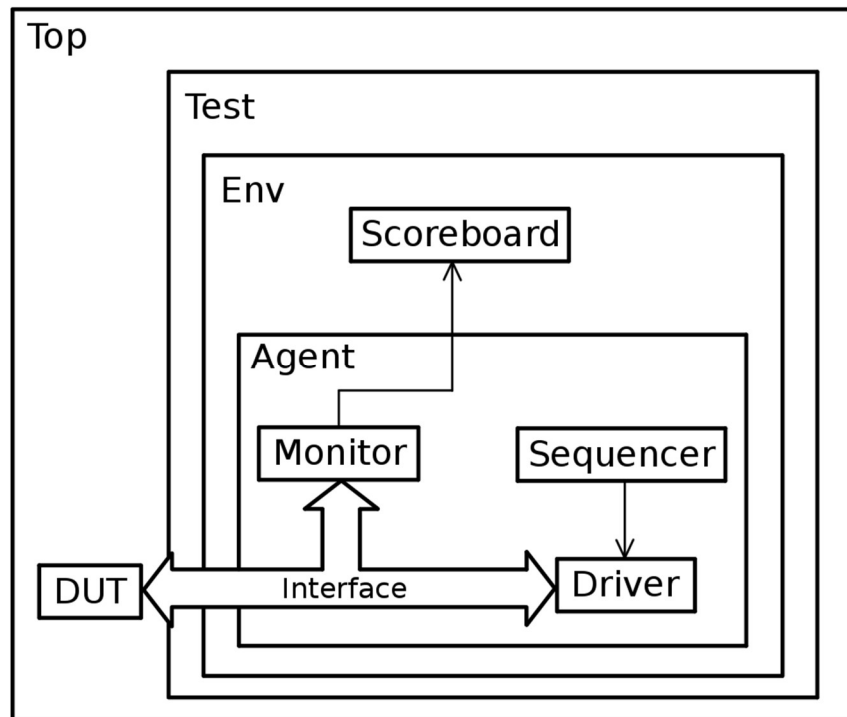 Top
Test
Env
Scoreboard
Agent
Monitor
Sequencer
DUT
Interface
Driver